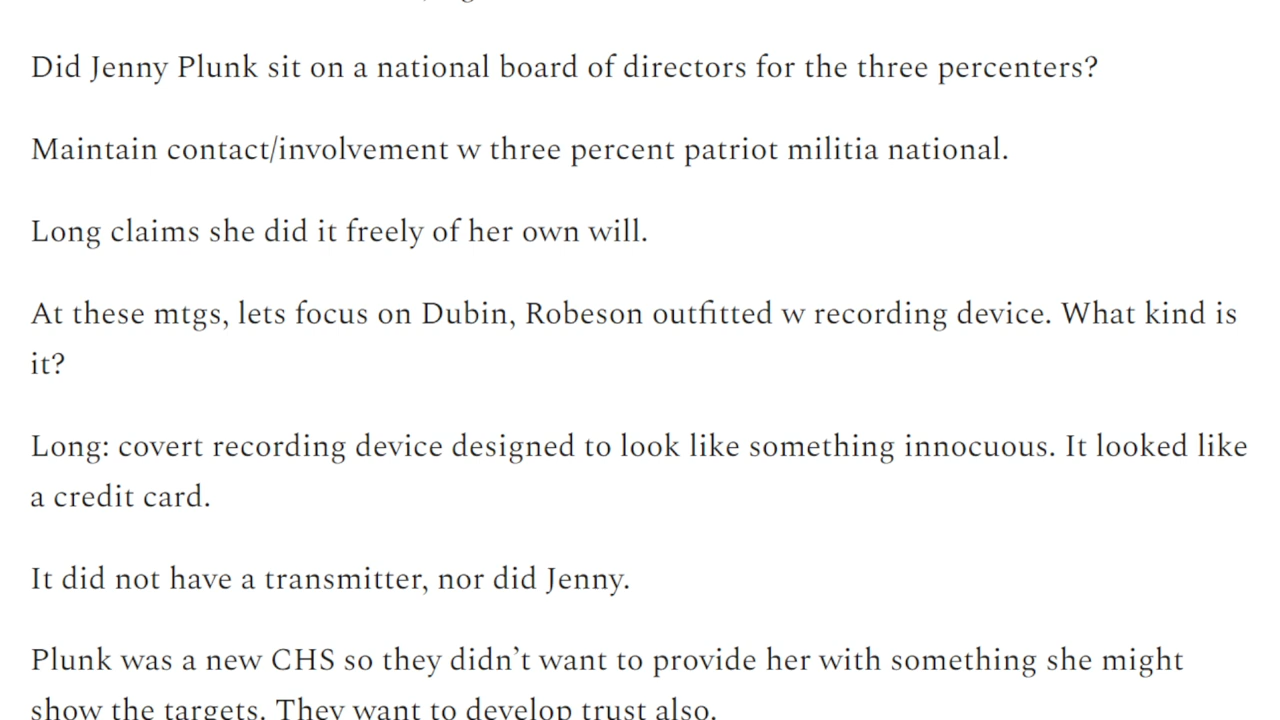 Did Jenny Plunk sit on a national board of directors for the three percenters?
Maintain contact/involvement w three percent patriot militia national.
Long claims she did it freely of her own will.
At these mtgs, lets focus on Dubin, Robeson outfitted w recording device. What kind is
it?
Long: covert recording device designed to look like something innocuous. It looked like
a credit card.
It did not have a transmitter, nor did Jenny.
Plunk was a new CHS so they didn’t want to provide her with something she might
show the targets. They want to develop trust also.